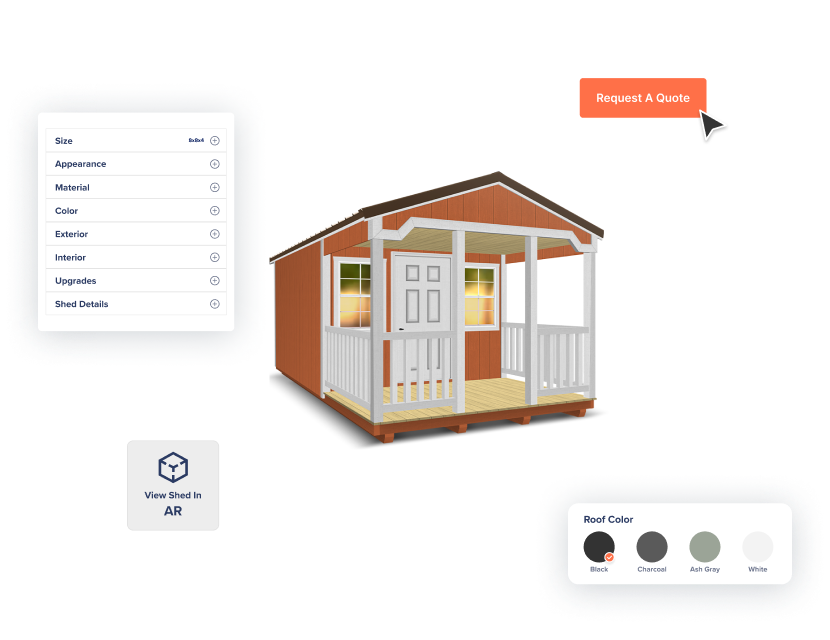 Request A Quote
Size 8x8x4
Appearance
Material
Color
Exterior
Interior
Upgrades
Shed Details
View Shed In
AR
Roof Color
Black Charcoal Ash Gray White